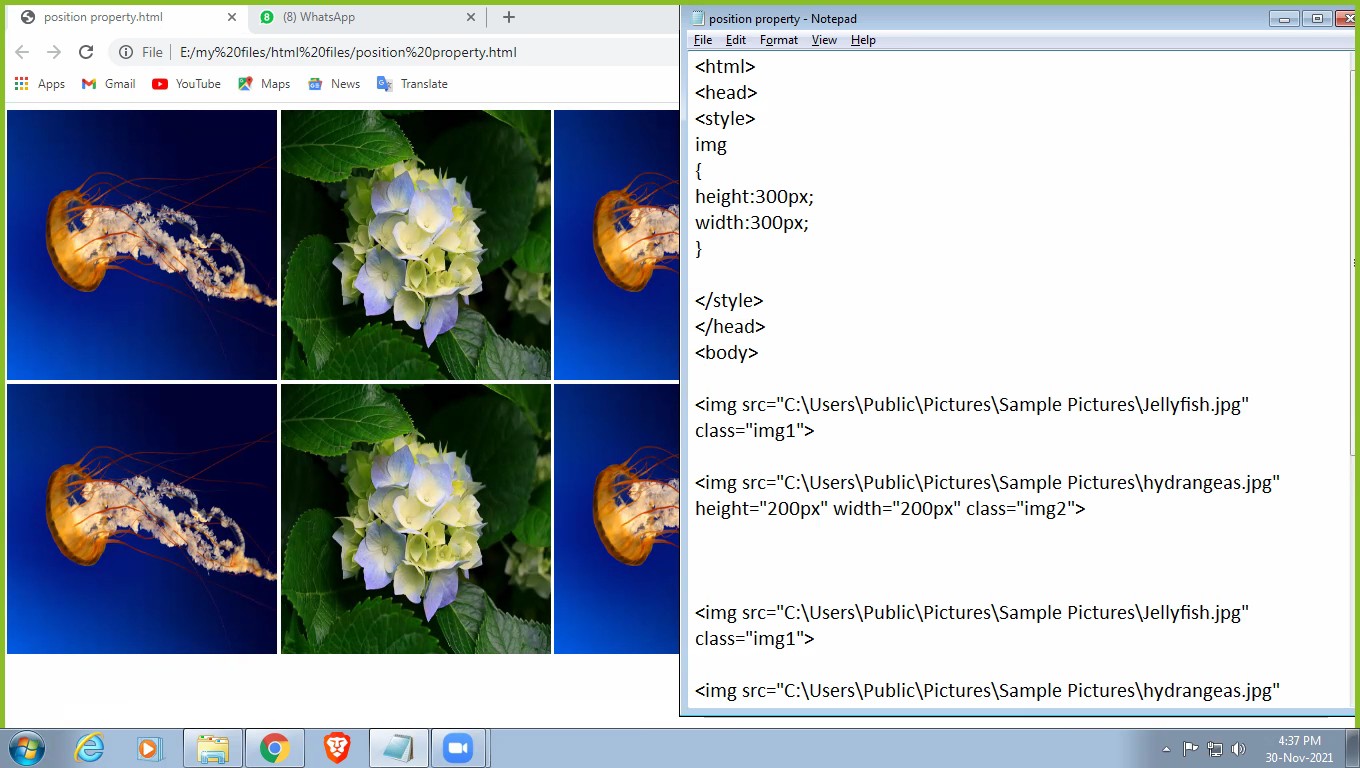 position property.html
(8) WhatsApp
File
E:/my%20files/html%20files/position%20property.html
Apps
Gmail
YouTube
Maps
News
Translate
position property - Notepad
File Edit Format View Help
<html>
<head>
<style>
img
{
height:300px;
width:300px;
}
</style>
</head>
<body>
<img src="C:\Users\Public\Pictures\Sample Pictures\Jellyfish.jpg"
class="img1">
<img src="C:\Users\Public\Pictures\Sample Pictures\hydrangeas.jpg"
height="200px" width="200px" class="img2">
<img src="C:\Users\Public\Pictures\Sample Pictures\Jellyfish.jpg"
class="img1">
<img src="C:\Users\Public\Pictures\Sample Pictures\hydrangeas.jpg"
4:37 PM
30-Nov-2021